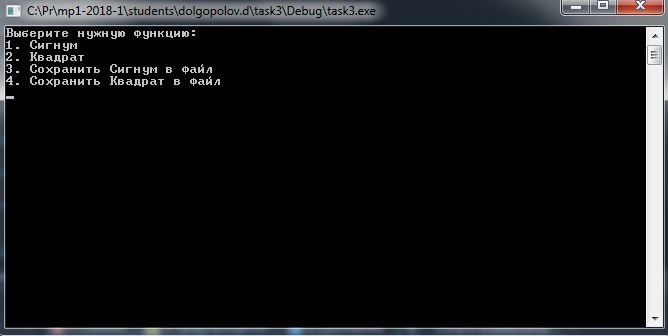 C:\Pr\mp1-2018-1\students\dolgopolov.d\task3\Debug\task3.exe
Выберите нужную функцию:
1. Сигнум
2. Квадрат
3. Сохранить Сигнум в файл
4. Сохранить Квадрат в файл